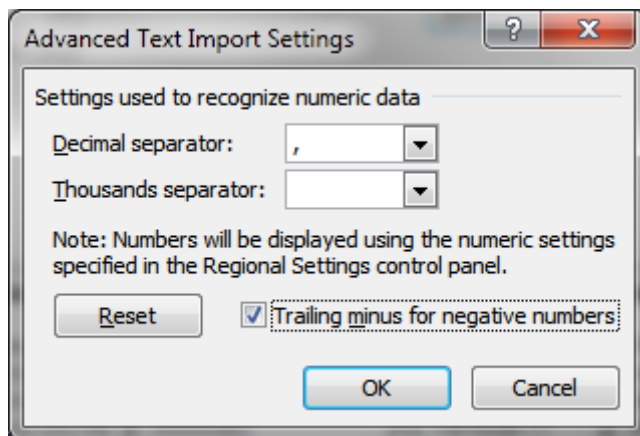 Advanced Text Import Settings
?
Settings used to recognize numeric data
Decimal separator: ,
Thousands separator:
Note: Numbers will be displayed using the numeric settings
specified in the Regional Settings control panel.
Reset Trailing minus for negative numbers
OK Cancel